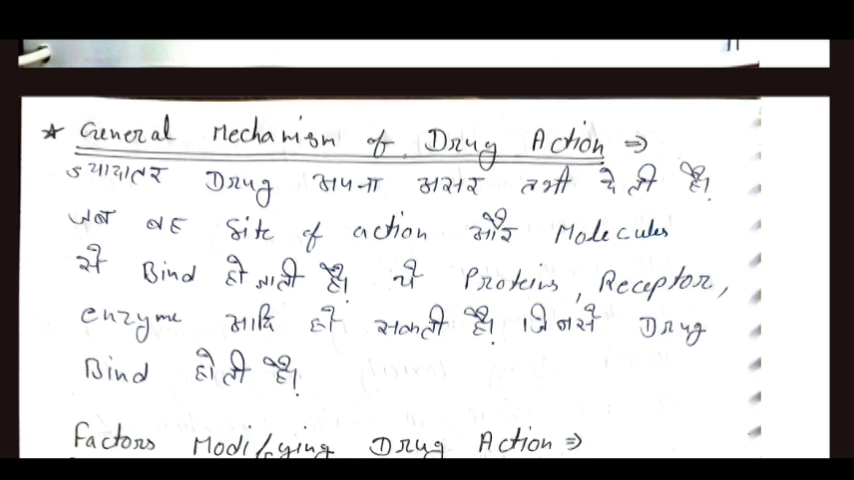 * General Mechanism of Drug Action ⇒
ज्यादातर Drug अपना असर तभी देती है।
जब वह Site of action और Molecules
से Bind हो जाती है। ये Proteins, Receptor,
enzyme आदि हो सकती है। जिनसे Drug
Bind होती है।
Factors Modifying Drug Action ⇒